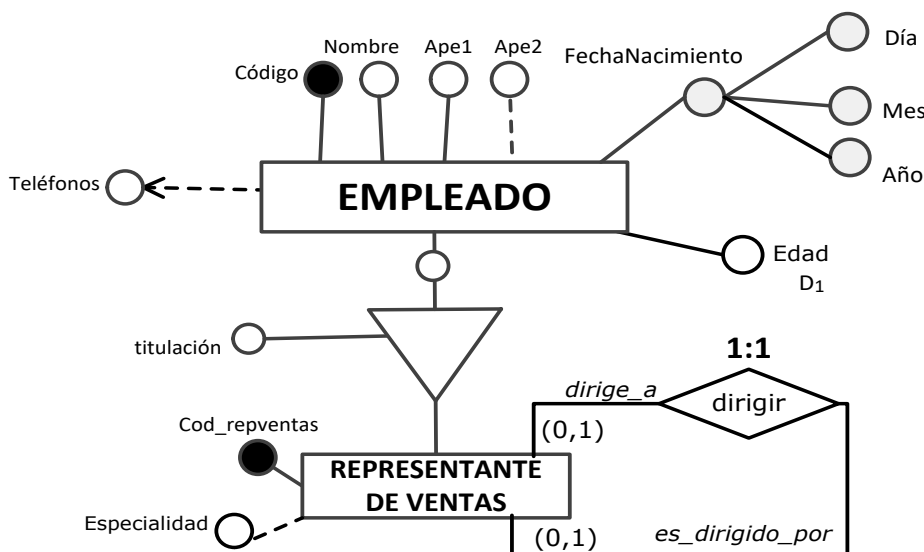 Nombre
Ape1
Ape2
FechaNacimiento
Día
Código
Mes
Año
Teléfonos
EMPLEADO
Edad
D1
titulación
1:1
dirige_a
dirigir
(0,1)
Cod_repventas
REPRESENTANTE
DE VENTAS
Especialidad
(0,1)
es_dirigido_por